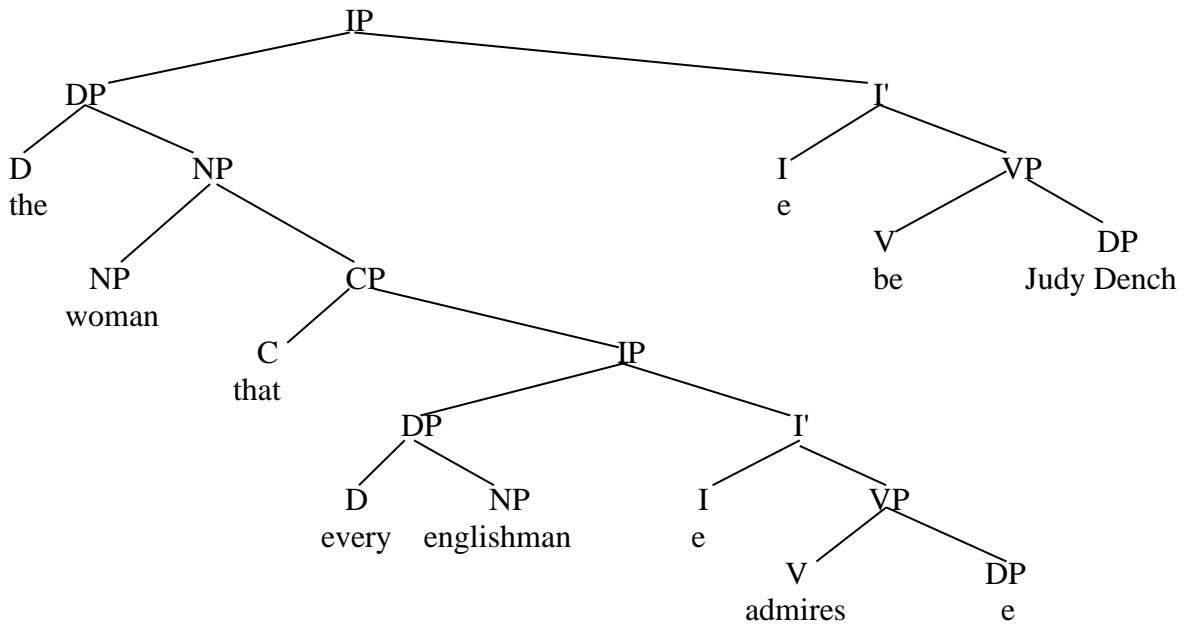 IP
DP I'
D NP I VP
the e
V DP
NP CP be Judy Dench
woman
C IP
that
DP I'
D NP I VP
every englishman e
V DP
admires e